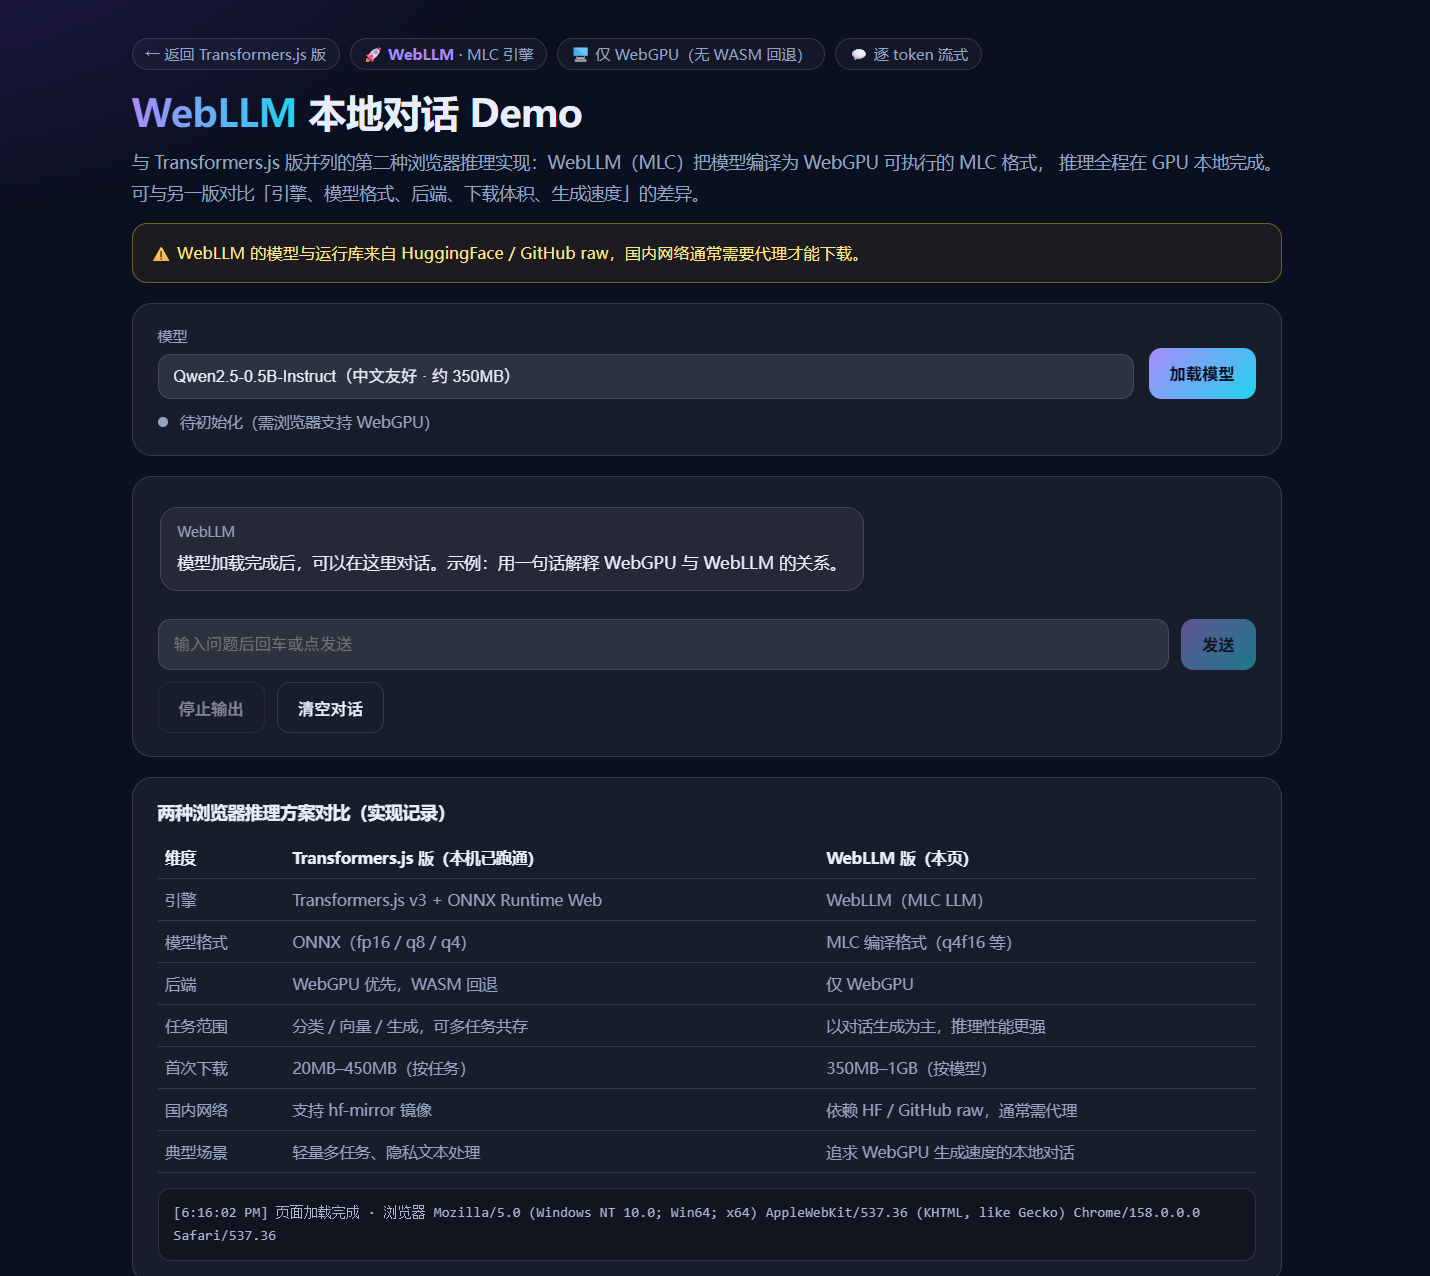 ← 返回 Transformers.js 版
🚀 WebLLM · MLC 引擎
🖥️ 仅 WebGPU（无 WASM 回退）
💬 逐 token 流式
WebLLM 本地对话 Demo
与 Transformers.js 版并列的第二种浏览器推理实现：WebLLM（MLC）把模型编译为 WebGPU 可执行的 MLC 格式， 推理全程在 GPU 本地完成。
可与另一版对比「引擎、模型格式、后端、下载体积、生成速度」的差异。
⚠️ WebLLM 的模型与运行库来自 HuggingFace / GitHub raw，国内网络通常需要代理才能下载。
模型
Qwen2.5-0.5B-Instruct（中文友好 · 约 350MB）
加载模型
待初始化（需浏览器支持 WebGPU）
WebLLM
模型加载完成后，可以在这里对话。示例：用一句话解释 WebGPU 与 WebLLM 的关系。
输入问题后回车或点发送
发送
停止输出
清空对话
两种浏览器推理方案对比（实现记录）
维度 Transformers.js 版（本机已跑通） WebLLM 版（本页）
引擎 Transformers.js v3 + ONNX Runtime Web WebLLM（MLC LLM）
模型格式 ONNX（fp16 / q8 / q4） MLC 编译格式（q4f16 等）
后端 WebGPU 优先，WASM 回退 仅 WebGPU
任务范围 分类 / 向量 / 生成，可多任务共存 以对话生成为主，推理性能更强
首次下载 20MB–450MB（按任务） 350MB–1GB（按模型）
国内网络 支持 hf-mirror 镜像 依赖 HF / GitHub raw，通常需代理
典型场景 轻量多任务、隐私文本处理 追求 WebGPU 生成速度的本地对话
[6:16:02 PM] 页面加载完成 · 浏览器 Mozilla/5.0 (Windows NT 10.0; Win64; x64) AppleWebKit/537.36 (KHTML, like Gecko) Chrome/158.0.0.0
Safari/537.36